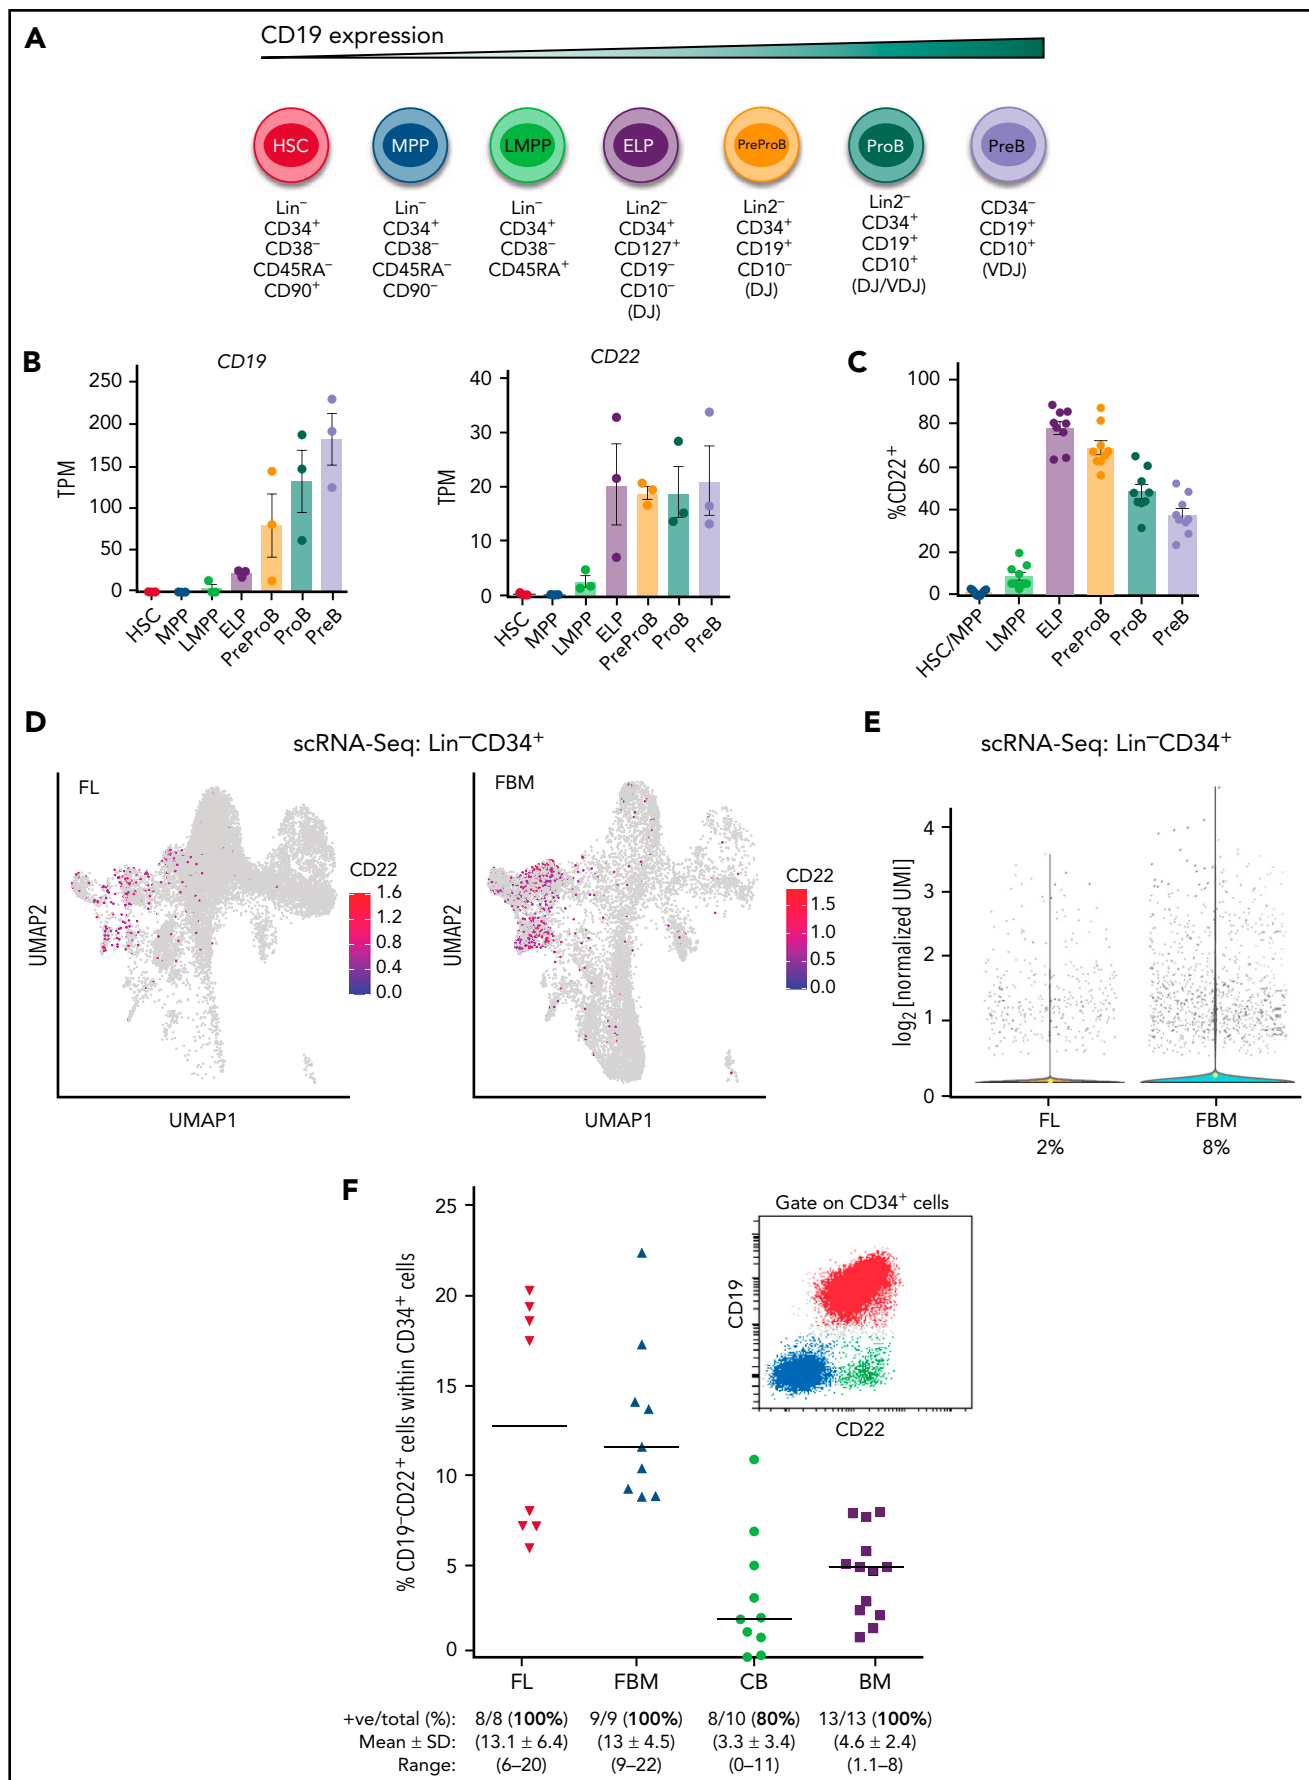 A
CD19 expression
HSC
MPP
LMPP
ELP
PreProB
ProB
PreB
Lin⁻
CD34⁺
CD38⁻
CD45RA⁻
CD90⁺
Lin⁻
CD34⁺
CD38⁻
CD45RA⁻
CD90⁻
Lin⁻
CD34⁺
CD38⁻
CD45RA⁺
Lin2⁻
CD34⁺
CD127⁺
CD19⁻
CD10⁻
(DJ)
Lin2⁻
CD34⁺
CD19⁺
CD10⁻
(DJ)
Lin2⁻
CD34⁺
CD19⁺
CD10⁺
(DJ/VDJ)
CD34⁻
CD19⁺
CD10⁺
(VDJ)
B
CD19
TPM
250
200
150
100
50
0
HSC
MPP
LMPP
ELP
PreProB
ProB
PreB
CD22
TPM
40
30
20
10
0
HSC
MPP
LMPP
ELP
PreProB
ProB
PreB
C
%CD22⁺
100
80
60
40
20
0
HSC/MPP
LMPP
ELP
PreProB
ProB
PreB
D
scRNA-Seq: Lin⁻CD34⁺
FL
UMAP2
UMAP1
CD22
1.6
1.2
0.8
0.4
0.0
FBM
UMAP2
UMAP1
CD22
1.5
1.0
0.5
0.0
E
scRNA-Seq: Lin⁻CD34⁺
log₂ [normalized UMI]
4
3
2
1
0
FL
2%
FBM
8%
F
% CD19⁻CD22⁺ cells within CD34⁺ cells
25
20
15
10
5
0
Gate on CD34⁺ cells
CD19
CD22
FL
FBM
CB
BM
+ve/total (%): 8/8 (100%) 9/9 (100%) 8/10 (80%) 13/13 (100%)
Mean ± SD: (13.1 ± 6.4) (13 ± 4.5) (3.3 ± 3.4) (4.6 ± 2.4)
Range: (6–20) (9–22) (0–11) (1.1–8)